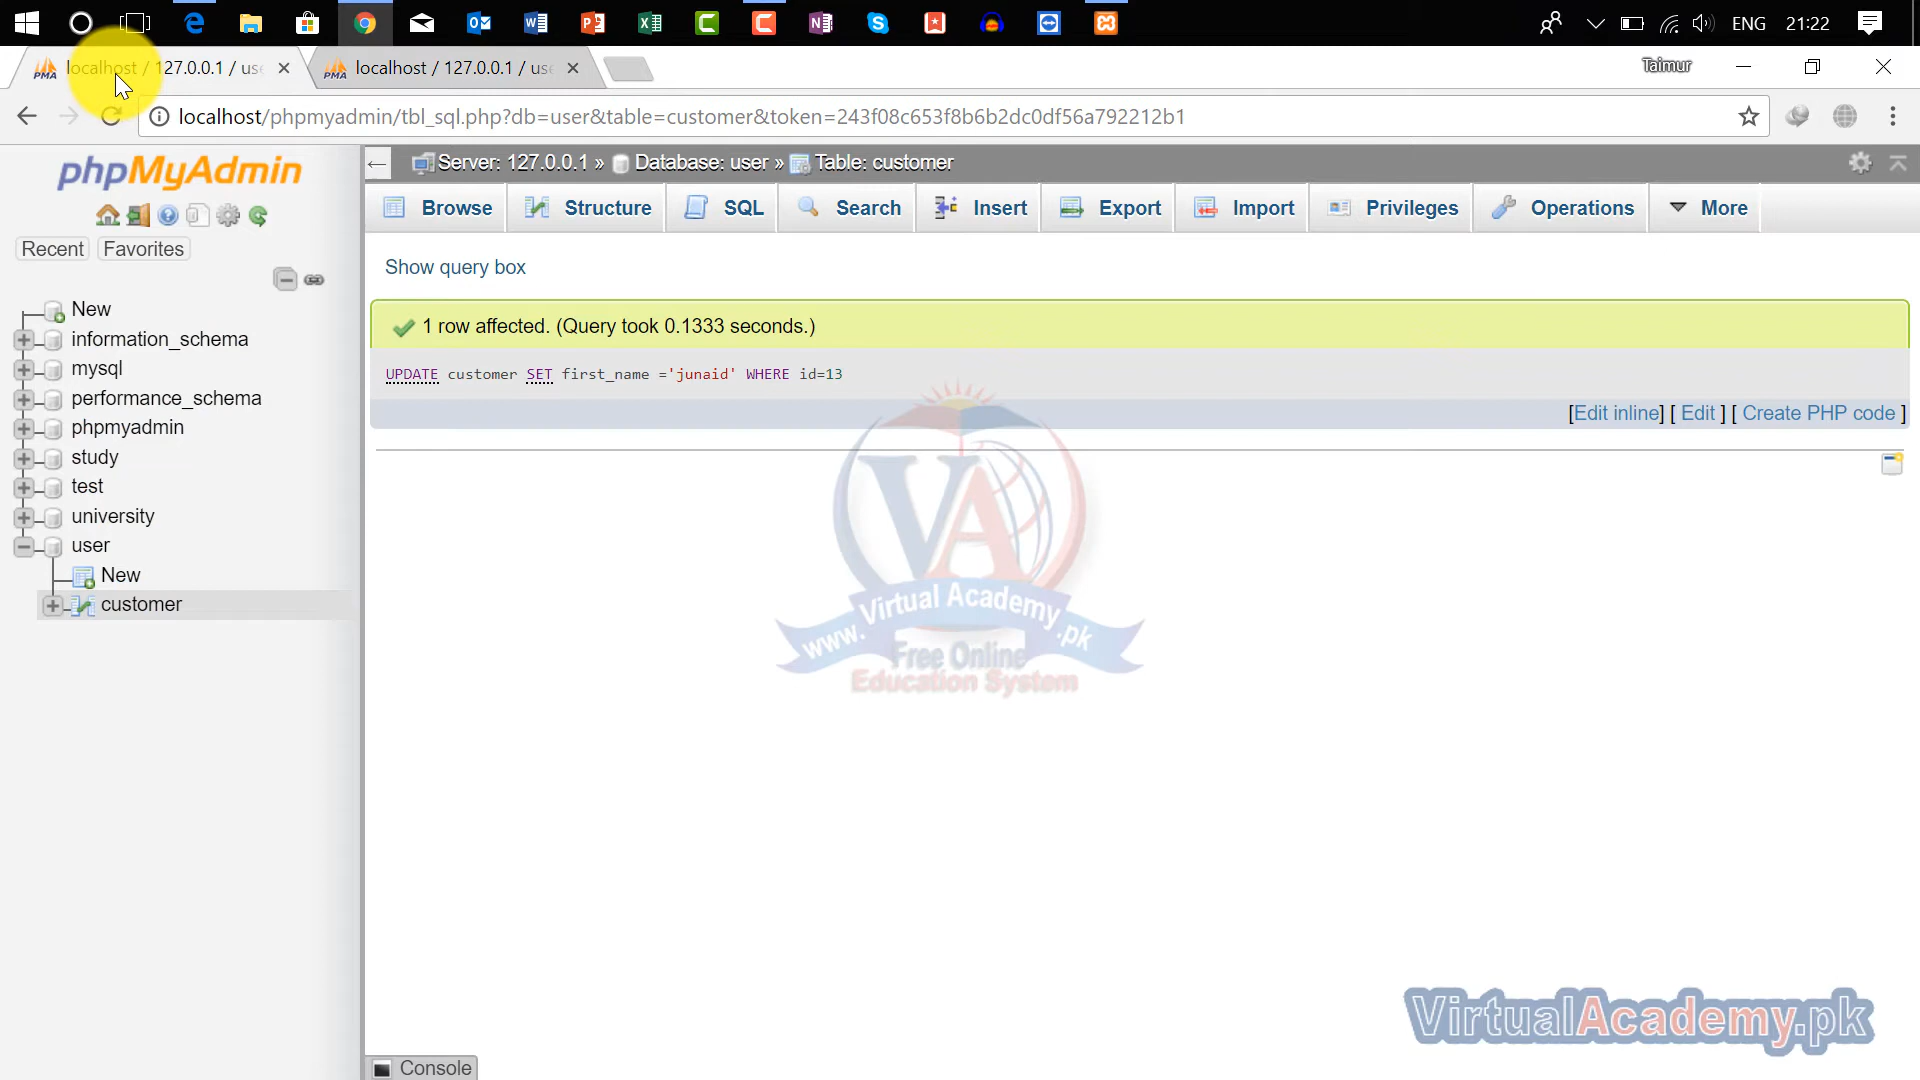 ENG 21:22
localhost / 127.0.0.1 / us
localhost / 127.0.0.1 / us
Taimur
localhost/phpmyadmin/tbl_sql.php?db=user&table=customer&token=243f08c653f8b6b2dc0df56a792212b1
phpMyAdmin
Server: 127.0.0.1 » Database: user » Table: customer
Browse Structure SQL Search Insert Export Import Privileges Operations More
Recent Favorites
Show query box
New
information_schema
mysql
performance_schema
phpmyadmin
study
test
university
user
New
customer
1 row affected. (Query took 0.1333 seconds.)
UPDATE customer SET first_name ='junaid' WHERE id=13
[Edit inline] [ Edit ] [ Create PHP code ]
VA
www.Virtual Academy.pk
Free Online
Education System
VirtualAcademy.pk
Console